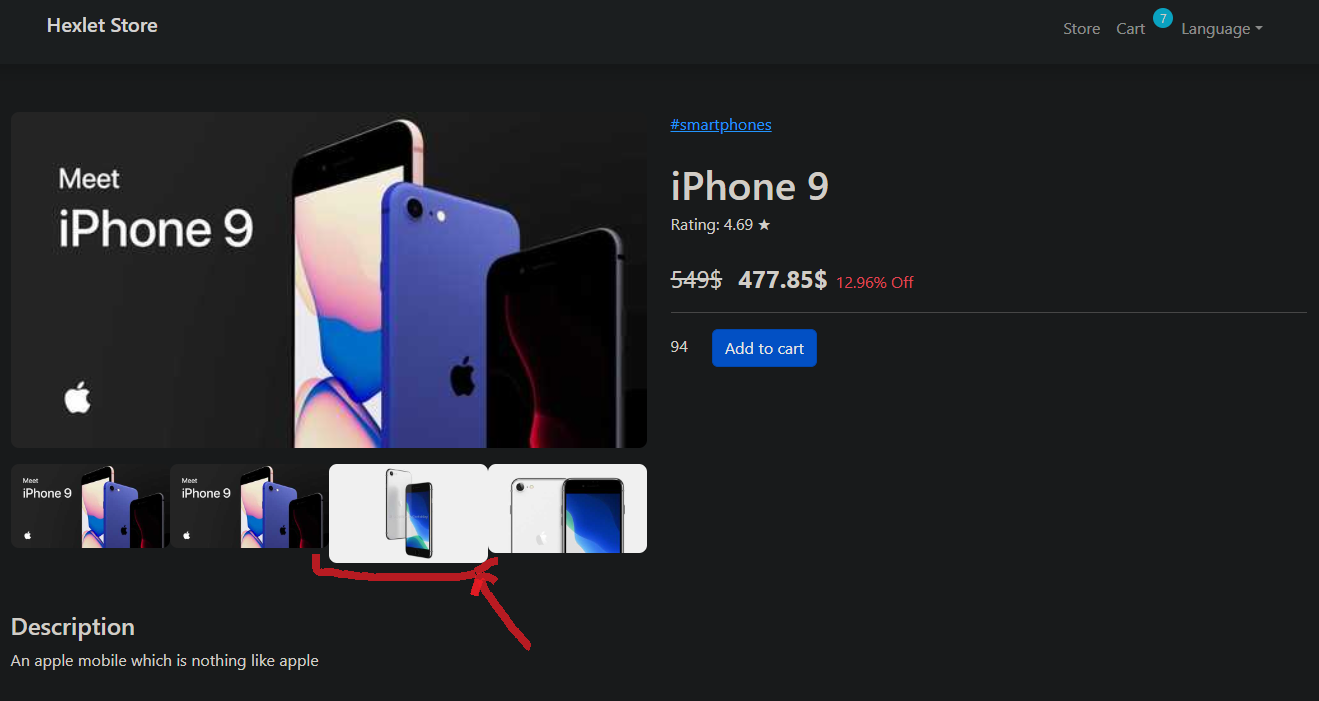 Hexlet Store
Store Cart 7 Language
Meet
iPhone 9
#smartphones
iPhone 9
Rating: 4.69 ★
549$ 477.85$ 12.96% Off
94 Add to cart
Meet
iPhone 9
Meet
iPhone 9
Description
An apple mobile which is nothing like apple